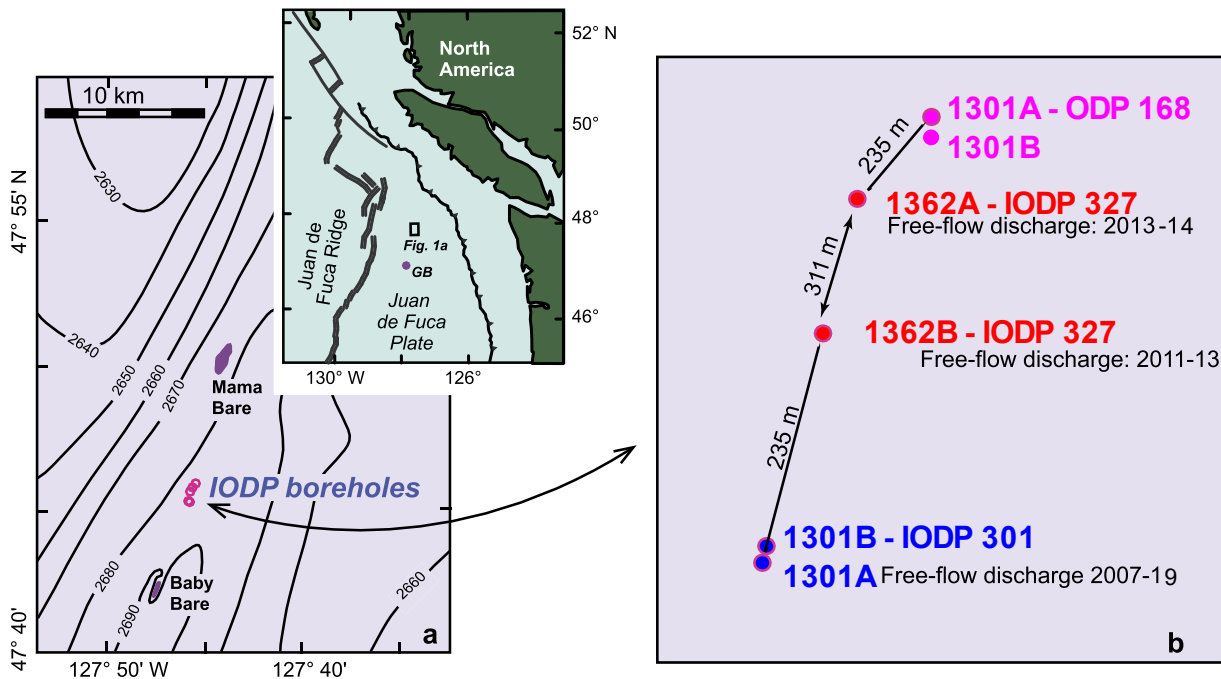 10 km
2630
2640
2650
2660
2670
2680
2690
2660
47° 55' N
47° 40'
127° 50' W
127° 40'
Mama
Bare
IODP boreholes
Baby
Bare
a
North
America
52° N
50°
48°
46°
130° W
126°
Juan de
Fuca Ridge
Fig. 1a
GB
Juan
de Fuca
Plate
1301A - ODP 168
1301B
235 m
1362A - IODP 327
Free-flow discharge: 2013-14
311 m
1362B - IODP 327
Free-flow discharge: 2011-13
235 m
1301B - IODP 301
1301A Free-flow discharge 2007-19
b